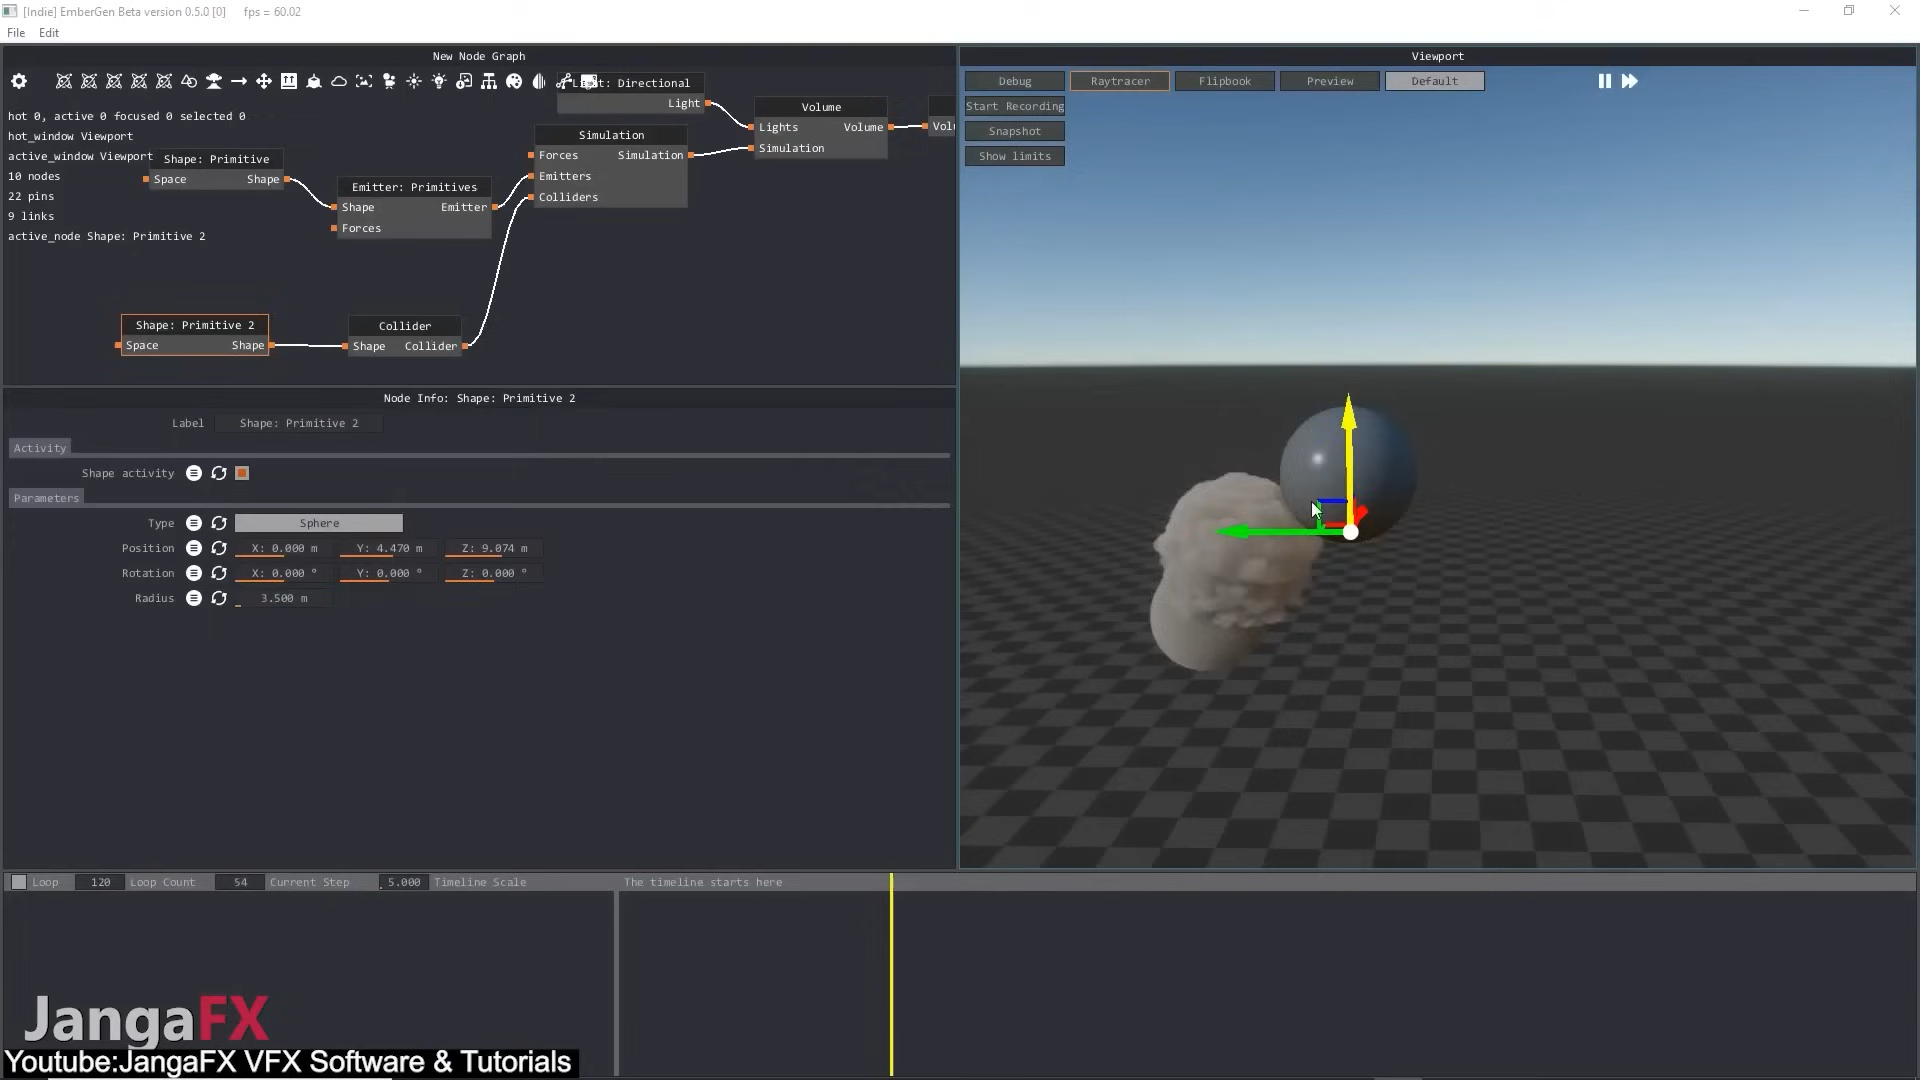 [Indie] EmberGen Beta version 0.5.0 [0] fps = 60.02
File Edit
New Node Graph
Viewport
Light: Directional
Light
Debug Raytracer Flipbook Preview Default
Start Recording
Snapshot
Show limits
hot 0, active 0 focused 0 selected 0
hot_window Viewport
active_window Viewport
10 nodes
22 pins
9 links
active_node Shape: Primitive 2
Shape: Primitive
Space Shape
Emitter: Primitives
Shape Emitter
Forces
Simulation
Forces Simulation
Emitters
Colliders
Volume
Lights Volume
Simulation
Shape: Primitive 2
Space Shape
Collider
Shape Collider
Node Info: Shape: Primitive 2
Label Shape: Primitive 2
Activity
Shape activity
Parameters
Type Sphere
Position X: 0.000 m Y: 4.470 m Z: 9.074 m
Rotation X: 0.000 ° Y: 0.000 ° Z: 0.000 °
Radius 3.500 m
Loop 120 Loop Count 54 Current Step 5.000 Timeline Scale The timeline starts here
JangaFX
Youtube:JangaFX VFX Software & Tutorials